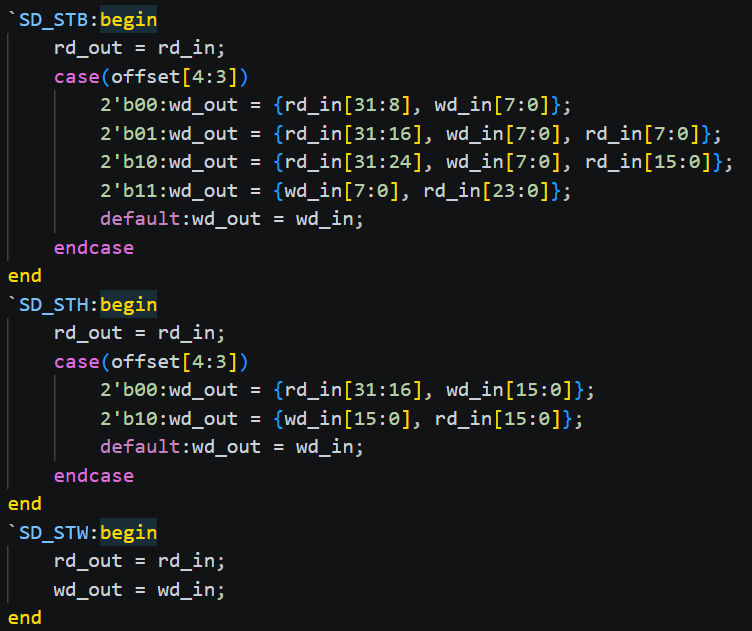 `SD_STB:begin
    rd_out = rd_in;
    case(offset[4:3])
        2'b00:wd_out = {rd_in[31:8], wd_in[7:0]};
        2'b01:wd_out = {rd_in[31:16], wd_in[7:0], rd_in[7:0]};
        2'b10:wd_out = {rd_in[31:24], wd_in[7:0], rd_in[15:0]};
        2'b11:wd_out = {wd_in[7:0], rd_in[23:0]};
        default:wd_out = wd_in;
    endcase
end
`SD_STH:begin
    rd_out = rd_in;
    case(offset[4:3])
        2'b00:wd_out = {rd_in[31:16], wd_in[15:0]};
        2'b10:wd_out = {wd_in[15:0], rd_in[15:0]};
        default:wd_out = wd_in;
    endcase
end
`SD_STW:begin
    rd_out = rd_in;
    wd_out = wd_in;
end